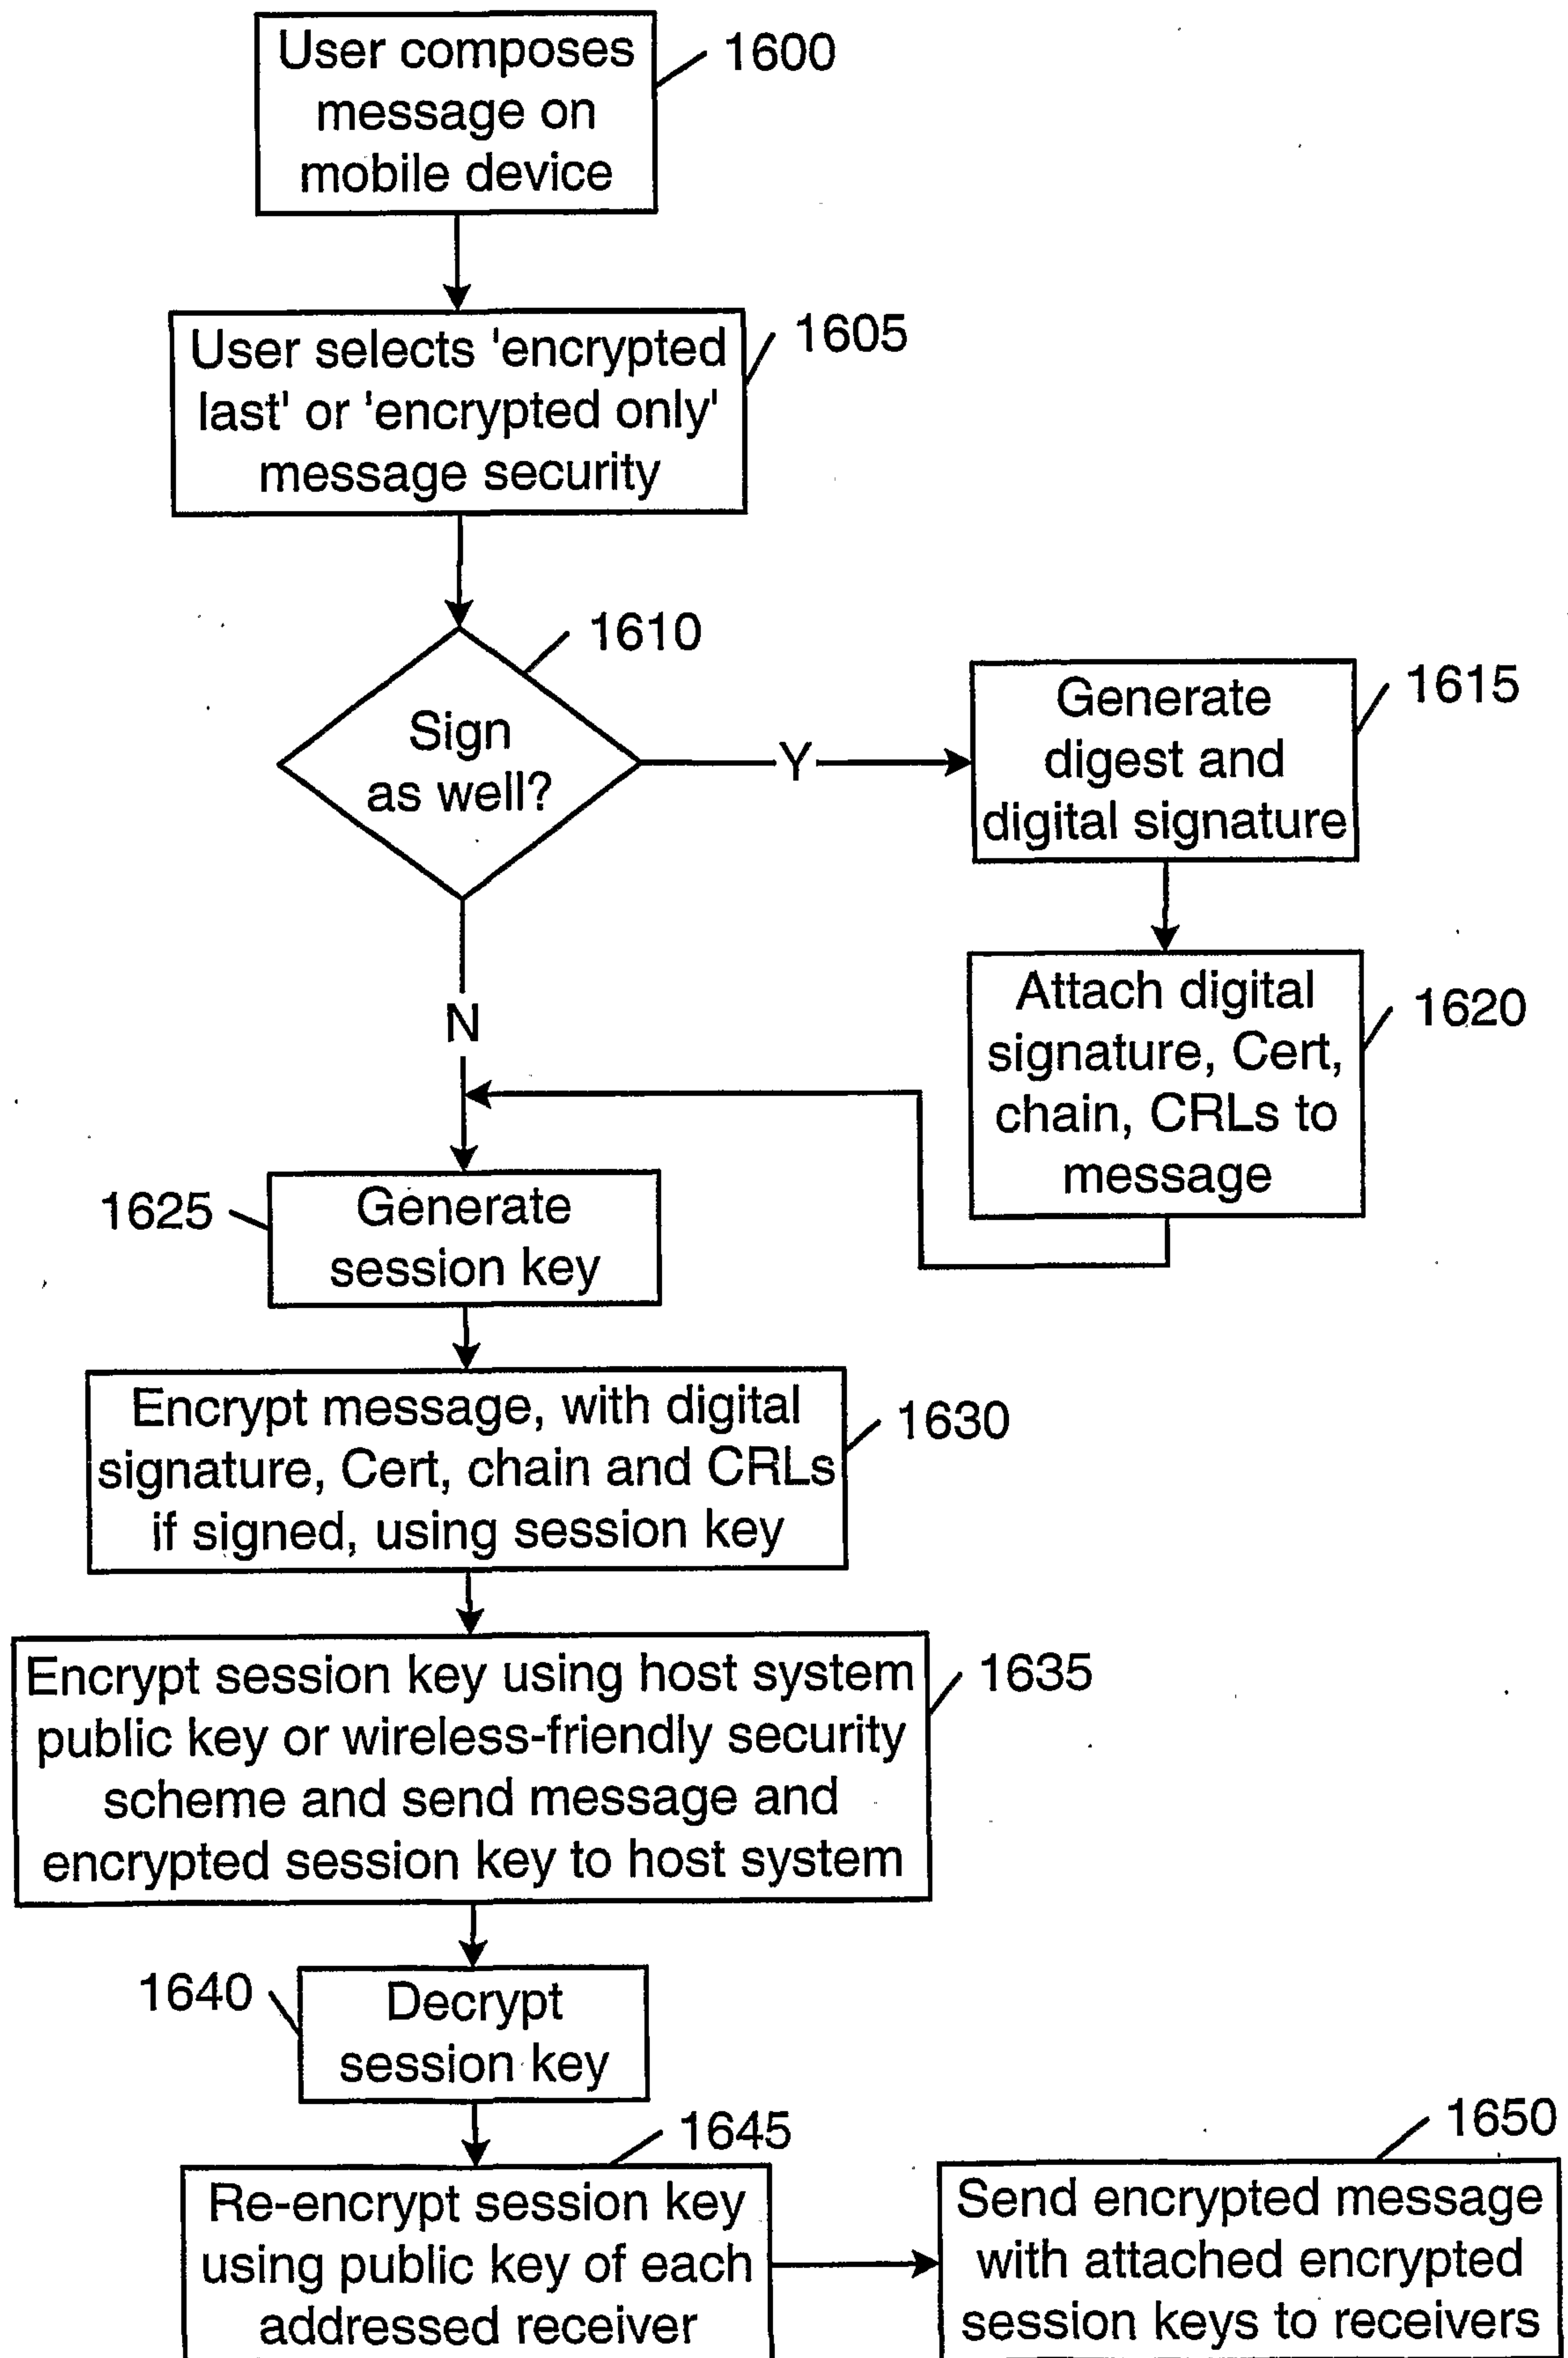 User composes
message on
mobile device
1600
User selects 'encrypted
last' or 'encrypted only'
message security
1605
Sign
as well?
1610
Y
Generate
digest and
digital signature
1615
Attach digital
signature, Cert,
chain, CRLs to
message
1620
N
Generate
session key
1625
Encrypt message, with digital
signature, Cert, chain and CRLs
if signed, using session key
1630
Encrypt session key using host system
public key or wireless-friendly security
scheme and send message and
encrypted session key to host system
1635
Decrypt
session key
1640
Re-encrypt session key
using public key of each
addressed receiver
1645
Send encrypted message
with attached encrypted
session keys to receivers
1650